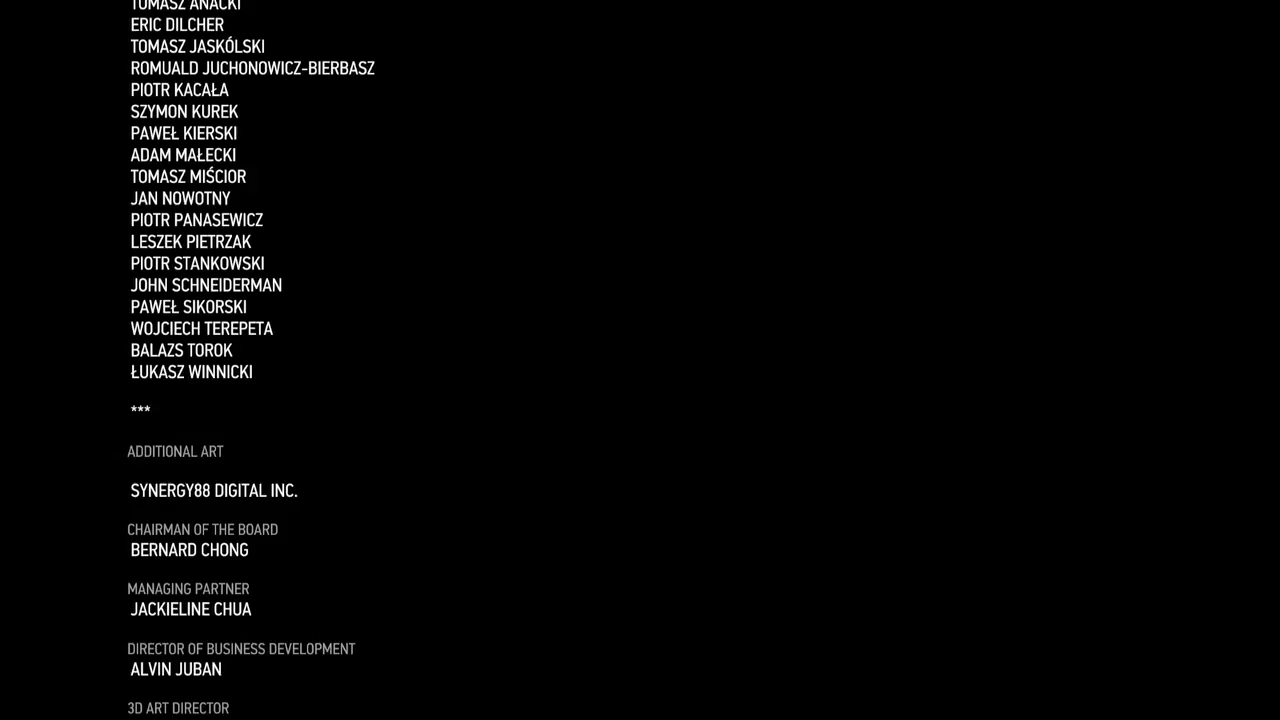 TOMASZ ANACKI
ERIC DILCHER
TOMASZ JASKÓLSKI
ROMUALD JUCHONOWICZ-BIERBASZ
PIOTR KACAŁA
SZYMON KUREK
PAWEŁ KIERSKI
ADAM MAŁECKI
TOMASZ MIŚCIOR
JAN NOWOTNY
PIOTR PANASEWICZ
LESZEK PIETRZAK
PIOTR STANKOWSKI
JOHN SCHNEIDERMAN
PAWEŁ SIKORSKI
WOJCIECH TEREPETA
BALAZS TOROK
ŁUKASZ WINNICKI
***
ADDITIONAL ART
SYNERGY88 DIGITAL INC.
CHAIRMAN OF THE BOARD
BERNARD CHONG
MANAGING PARTNER
JACKIELINE CHUA
DIRECTOR OF BUSINESS DEVELOPMENT
ALVIN JUBAN
3D ART DIRECTOR